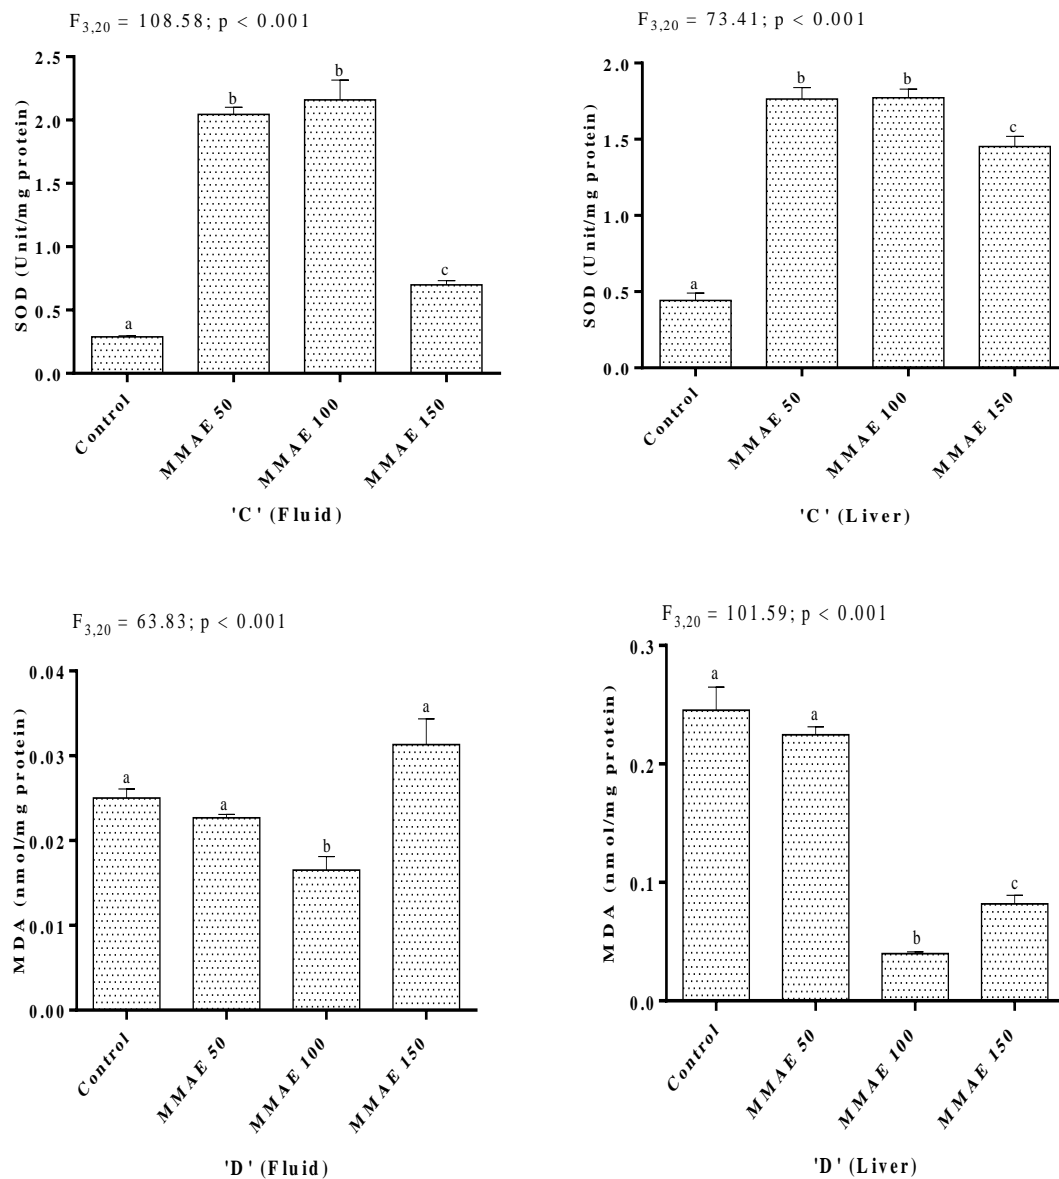 F3,20 = 108.58; p < 0.001
SOD (Unit/mg protein)
2.5
2.0
1.5
1.0
0.5
0.0
a
b
b
c
Control
MMAE 50
MMAE 100
MMAE 150
'C' (Fluid)
F3,20 = 73.41; p < 0.001
SOD (Unit/mg protein)
2.0
1.5
1.0
0.5
0.0
a
b
b
c
Control
MMAE 50
MMAE 100
MMAE 150
'C' (Liver)
F3,20 = 63.83; p < 0.001
MDA (nmol/mg protein)
0.04
0.03
0.02
0.01
0.00
a
a
b
a
Control
MMAE 50
MMAE 100
MMAE 150
'D' (Fluid)
F3,20 = 101.59; p < 0.001
MDA (nmol/mg protein)
0.3
0.2
0.1
0.0
a
a
b
c
Control
MMAE 50
MMAE 100
MMAE 150
'D' (Liver)